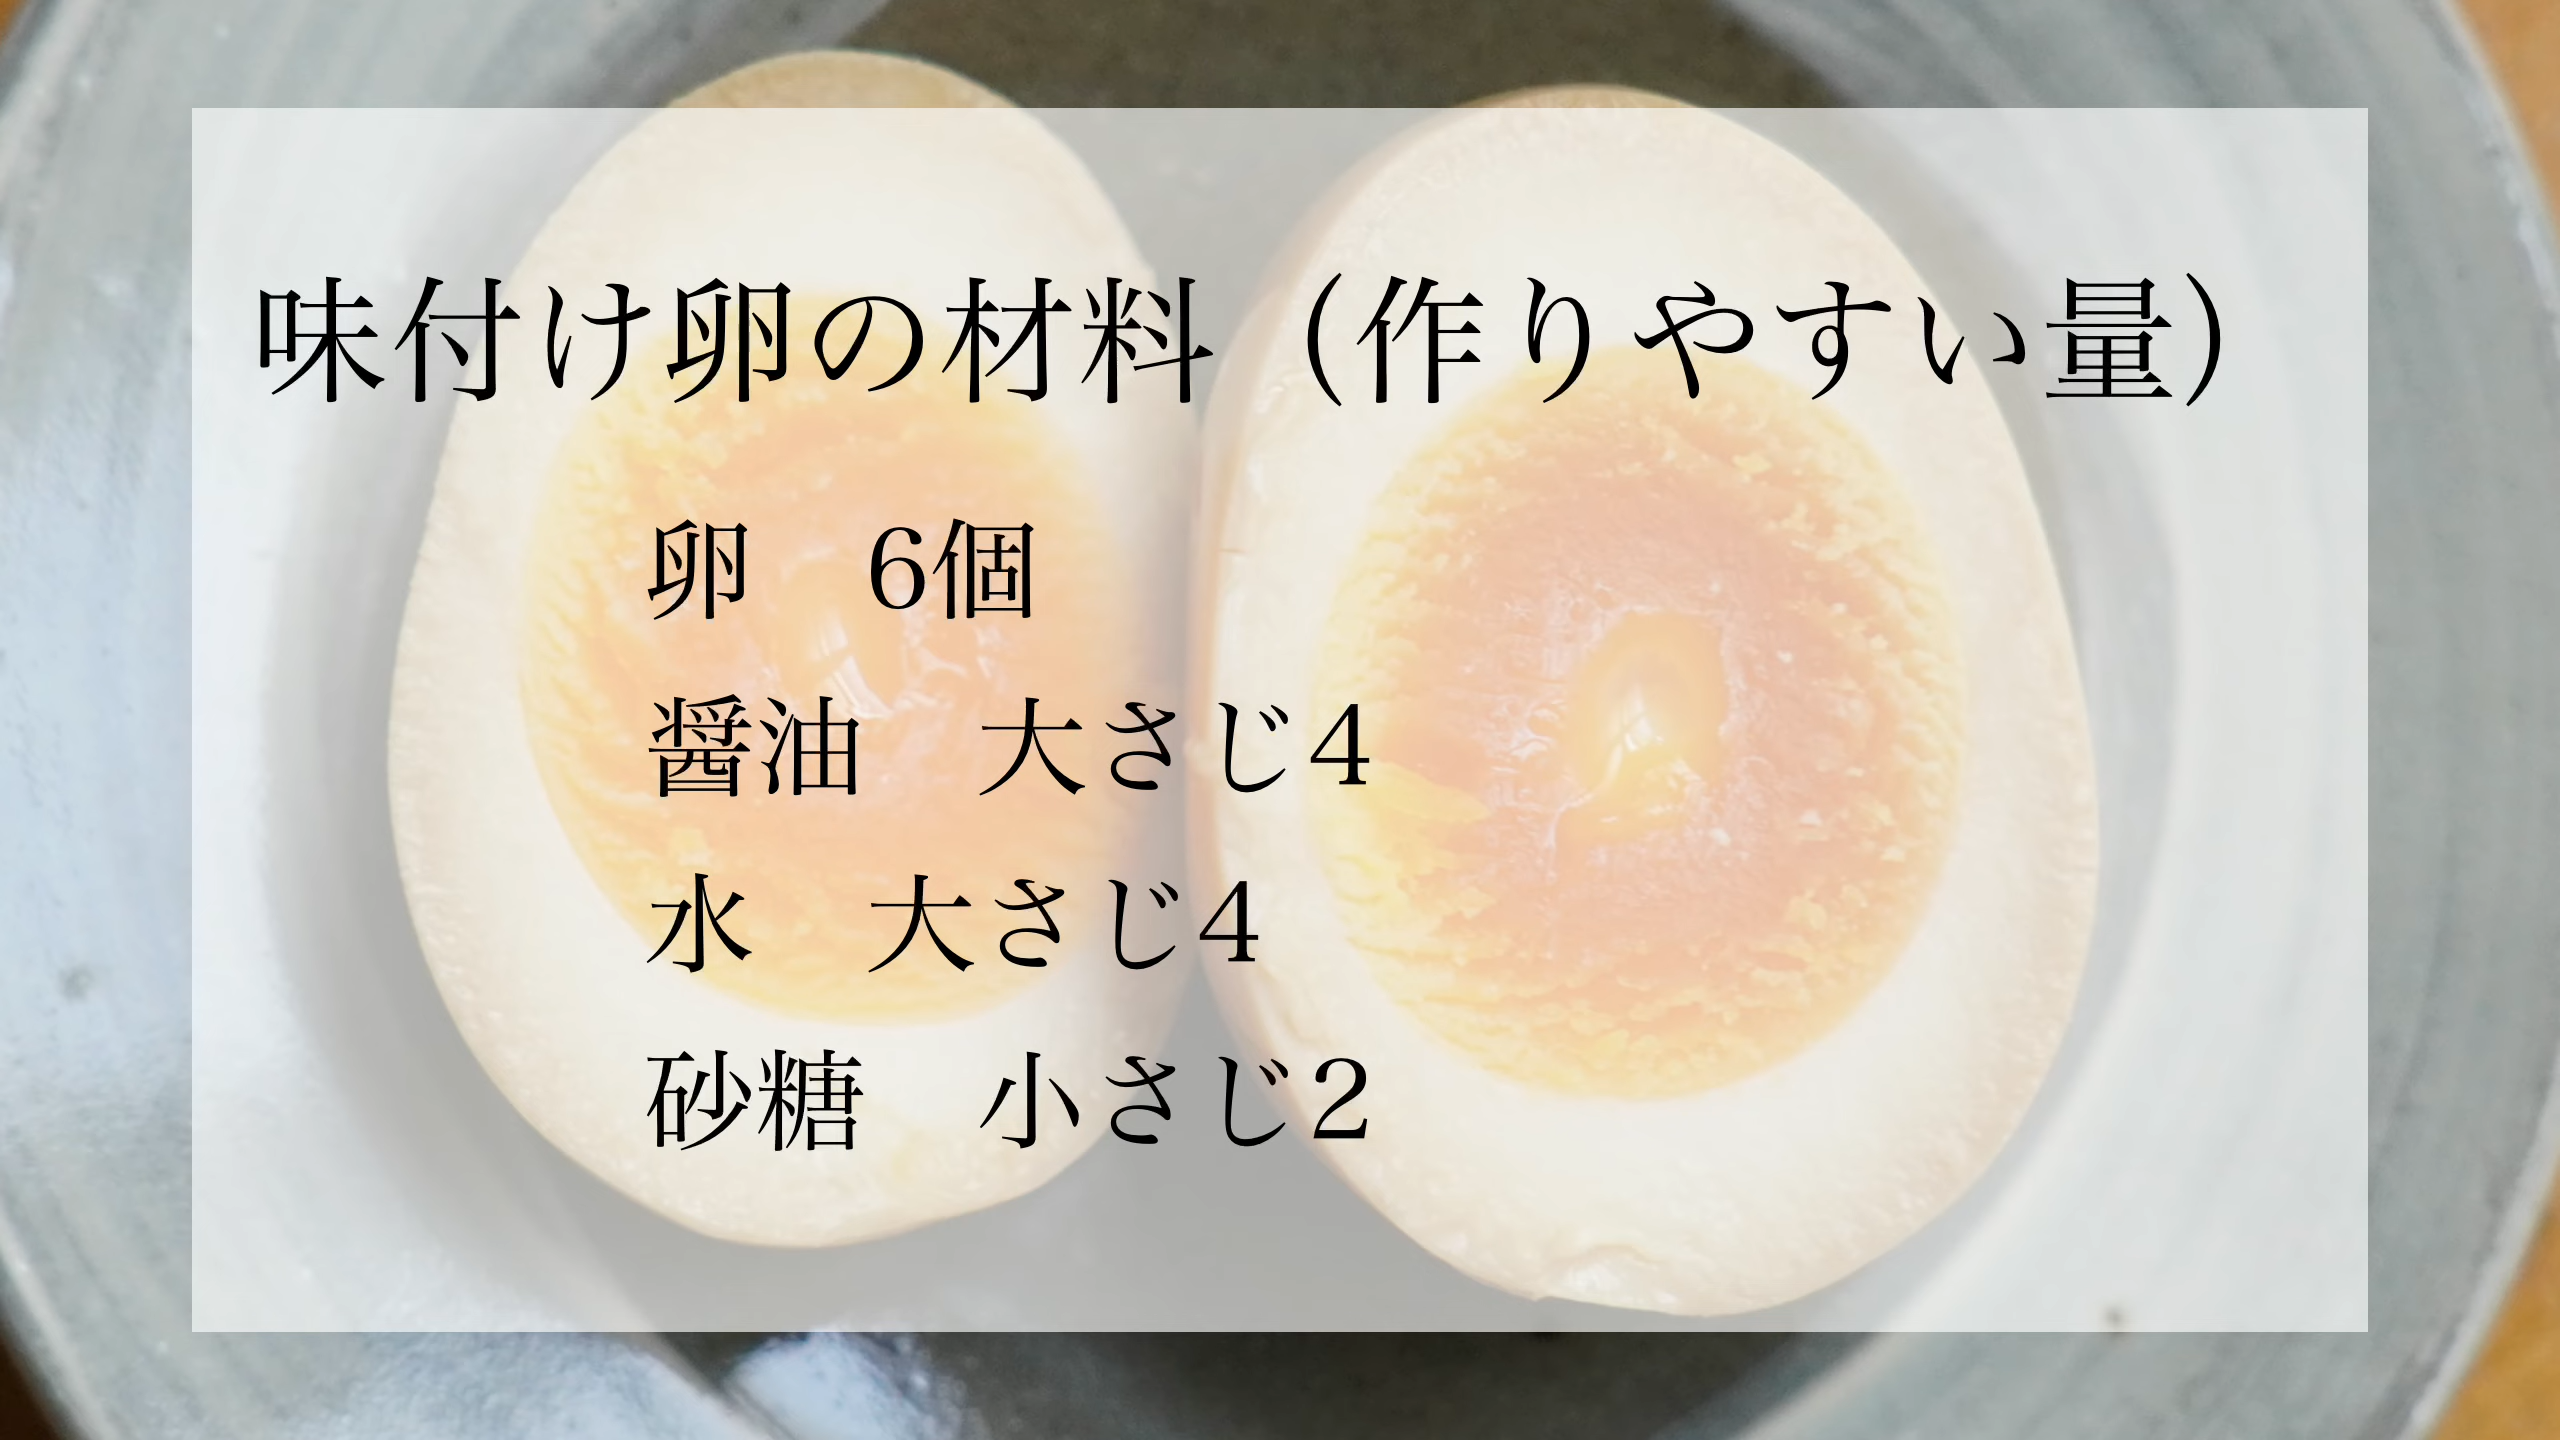 味付け卵の材料（作りやすい量）
卵　6個
醤油　大さじ4
水　大さじ4
砂糖　小さじ2